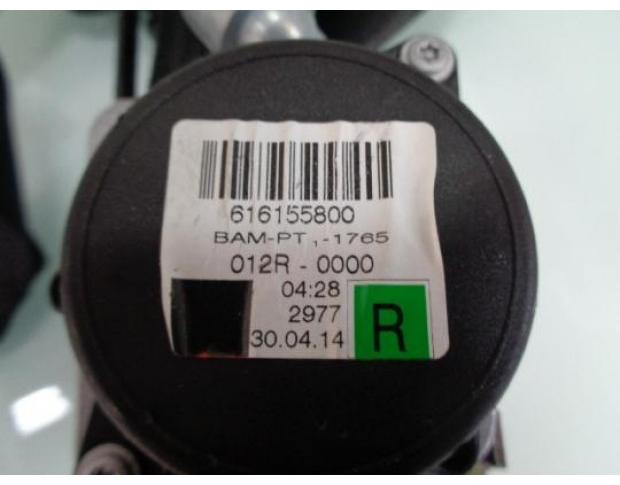 616155800
BAM-PT,-1765
012R - 0000
04:28
2977
30.04.14
R